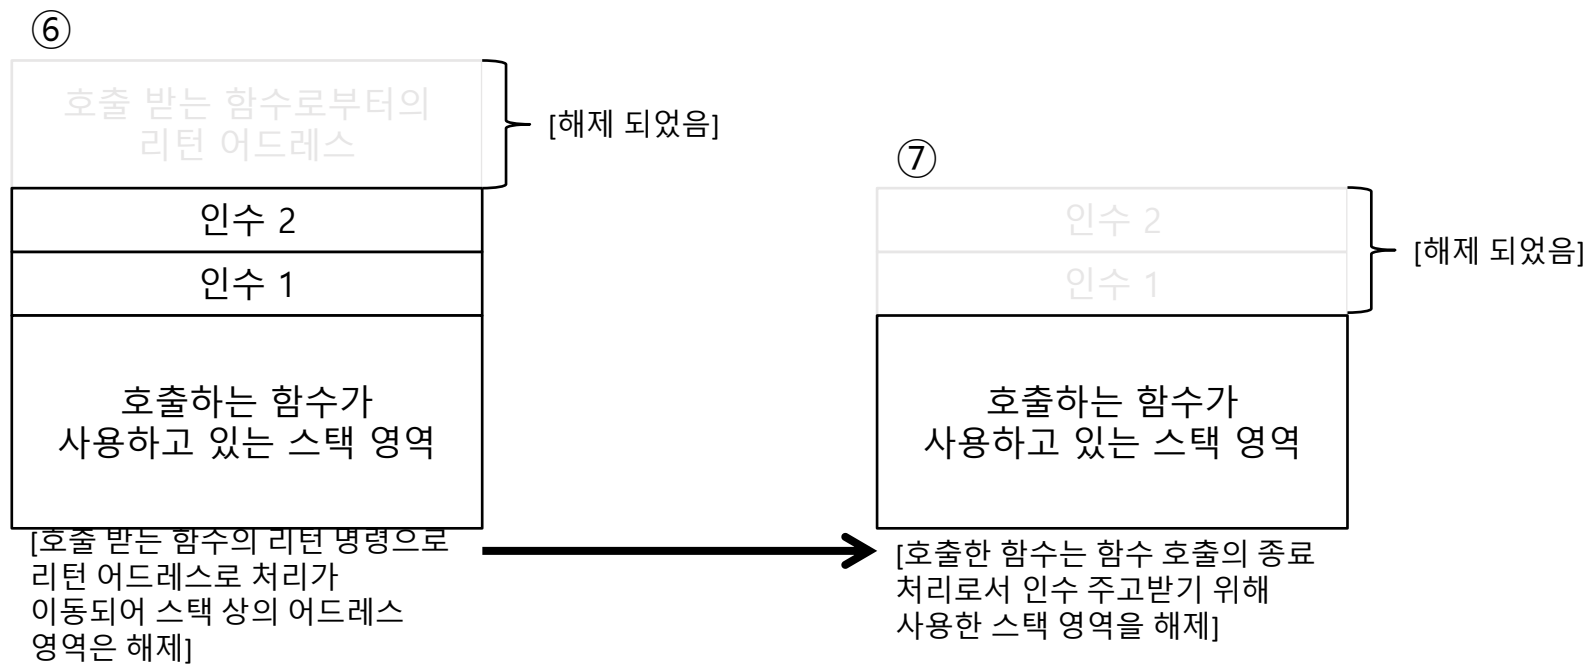 ⑥
호출 받는 함수로부터의
리턴 어드레스
[해제 되었음]
인수 2
인수 1
호출하는 함수가
사용하고 있는 스택 영역
[호출 받는 함수의 리턴 명령으로
리턴 어드레스로 처리가
이동되어 스택 상의 어드레스
영역은 해제]
⑦
인수 2
인수 1
[해제 되었음]
호출하는 함수가
사용하고 있는 스택 영역
[호출한 함수는 함수 호출의 종료
처리로서 인수 주고받기 위해
사용한 스택 영역을 해제]